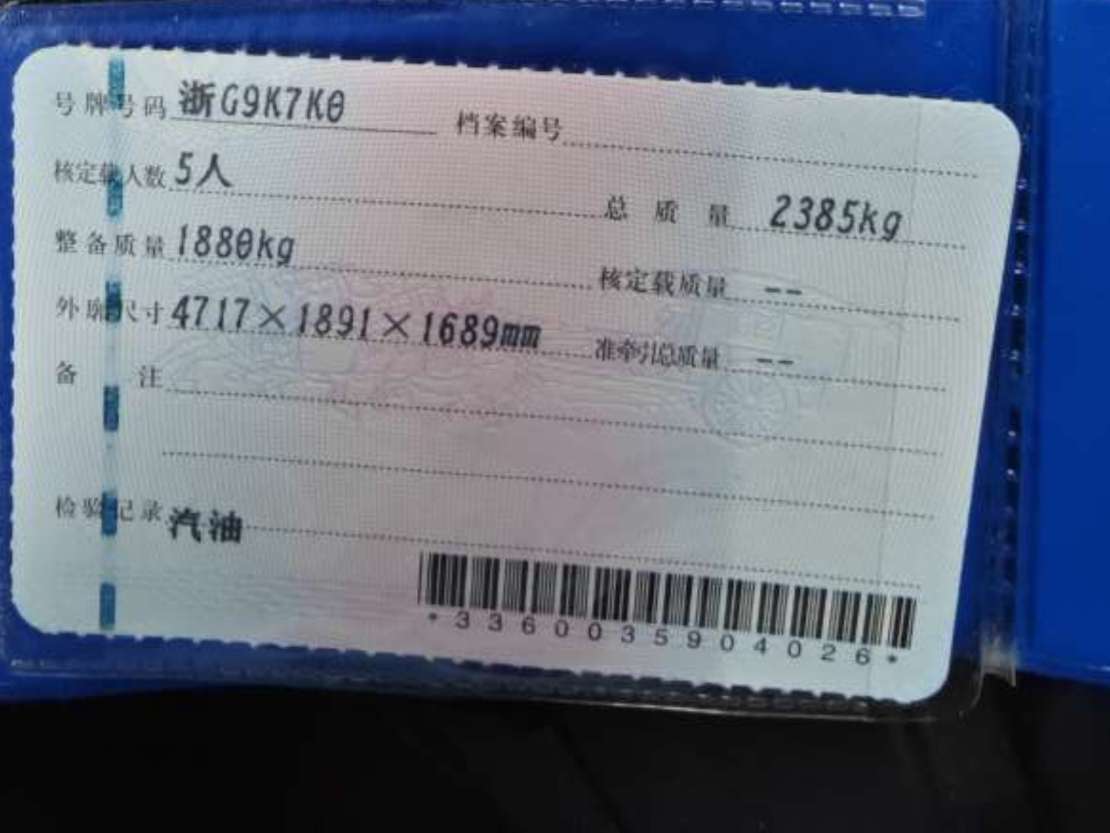 号牌号码 浙G9K7K0 档案编号
核定载人数 5人 总质量 2385kg
整备质量 1880kg 核定载质量 --
外廓尺寸 4717×1891×1689mm 准牵引总质量 --
备注
检验记录 汽油
*3360035904026*